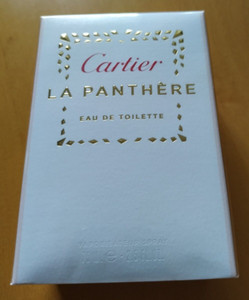 Cartier
LA PANTHÈRE
EAU DE TOILETTE